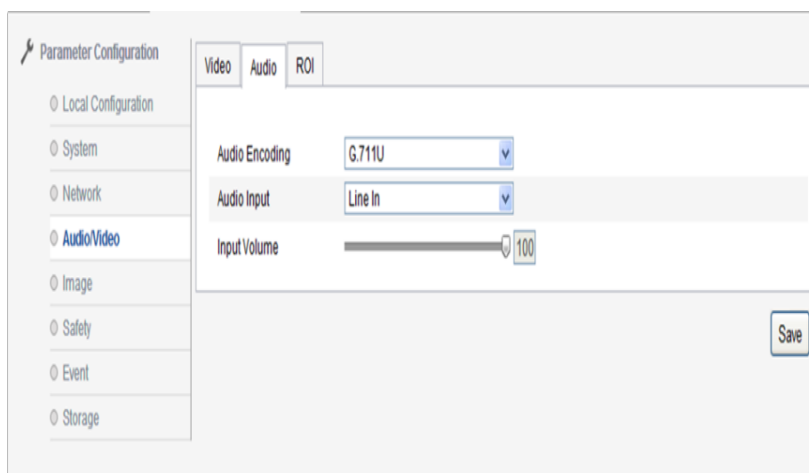 Parameter Configuration
Local Configuration
System
Network
Audio/Video
Image
Safety
Event
Storage
Video
Audio
ROI
Audio Encoding
G.711U
Audio Input
Line In
Input Volume
100
Save